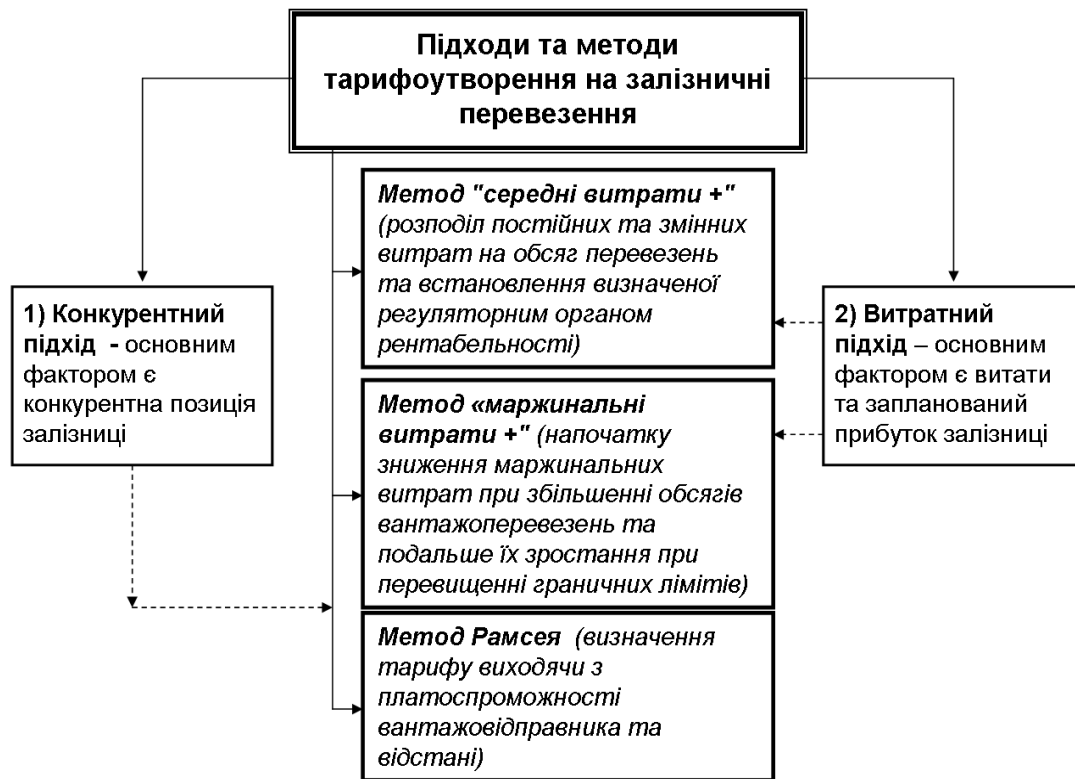 Підходи та методи
тарифоутворення на залізничні
перевезення
Метод "середні витрати +"
(розподіл постійних та змінних
витрат на обсяг перевезень
та встановлення визначеної
регуляторним органом
рентабельності)
1) Конкурентний
підхід - основним
фактором є
конкурентна позиція
залізниці
2) Витратний
підхід – основним
фактором є витати
та запланований
прибуток залізниці
Метод «маржинальні
витрати +" (напочатку
зниження маржинальних
витрат при збільшенні обсягів
вантажоперевезень та
подальше їх зростання при
перевищенні граничних лімітів)
Метод Рамсея (визначення
тарифу виходячи з
платоспроможності
вантажовідправника та
відстані)